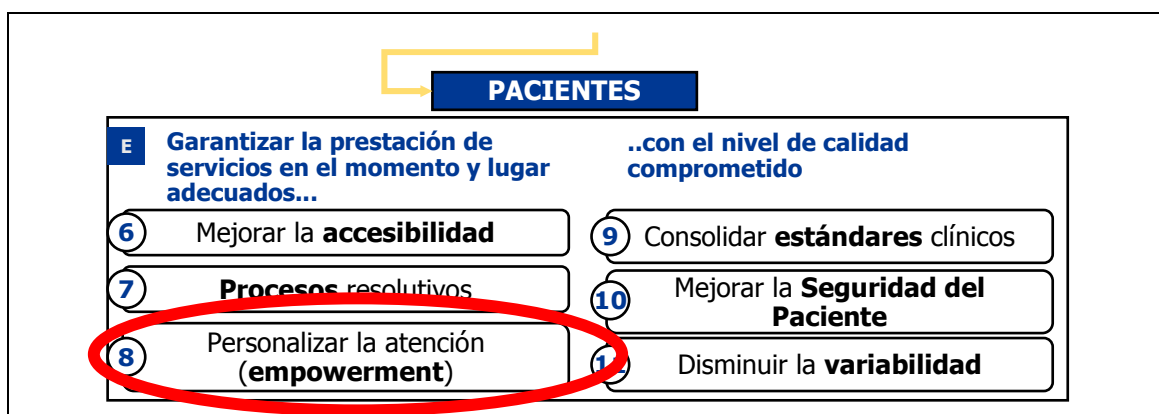 PACIENTES
E
Garantizar la prestación de
servicios en el momento y lugar
adecuados...
..con el nivel de calidad
comprometido
6
Mejorar la accesibilidad
7
Procesos resolutivos
8
Personalizar la atención
(empowerment)
9
Consolidar estándares clínicos
10
Mejorar la Seguridad del
Paciente
11
Disminuir la variabilidad